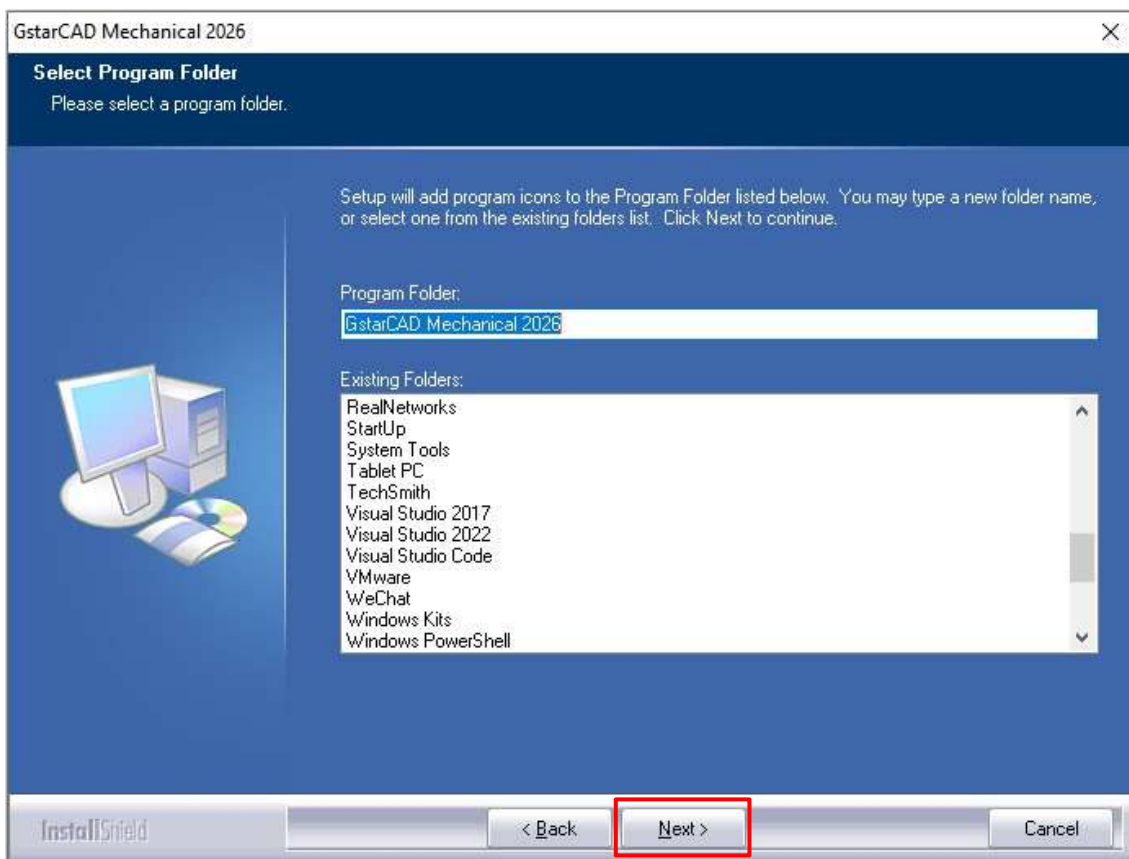 GstarCAD Mechanical 2026
Select Program Folder
Please select a program folder.
Setup will add program icons to the Program Folder listed below.  You may type a new folder name,
or select one from the existing folders list.  Click Next to continue.
Program Folder:
GstarCAD Mechanical 2026
Existing Folders:
RealNetworks
StartUp
System Tools
Tablet PC
TechSmith
Visual Studio 2017
Visual Studio 2022
Visual Studio Code
VMware
WeChat
Windows Kits
Windows PowerShell
InstallShield
< Back
Next >
Cancel